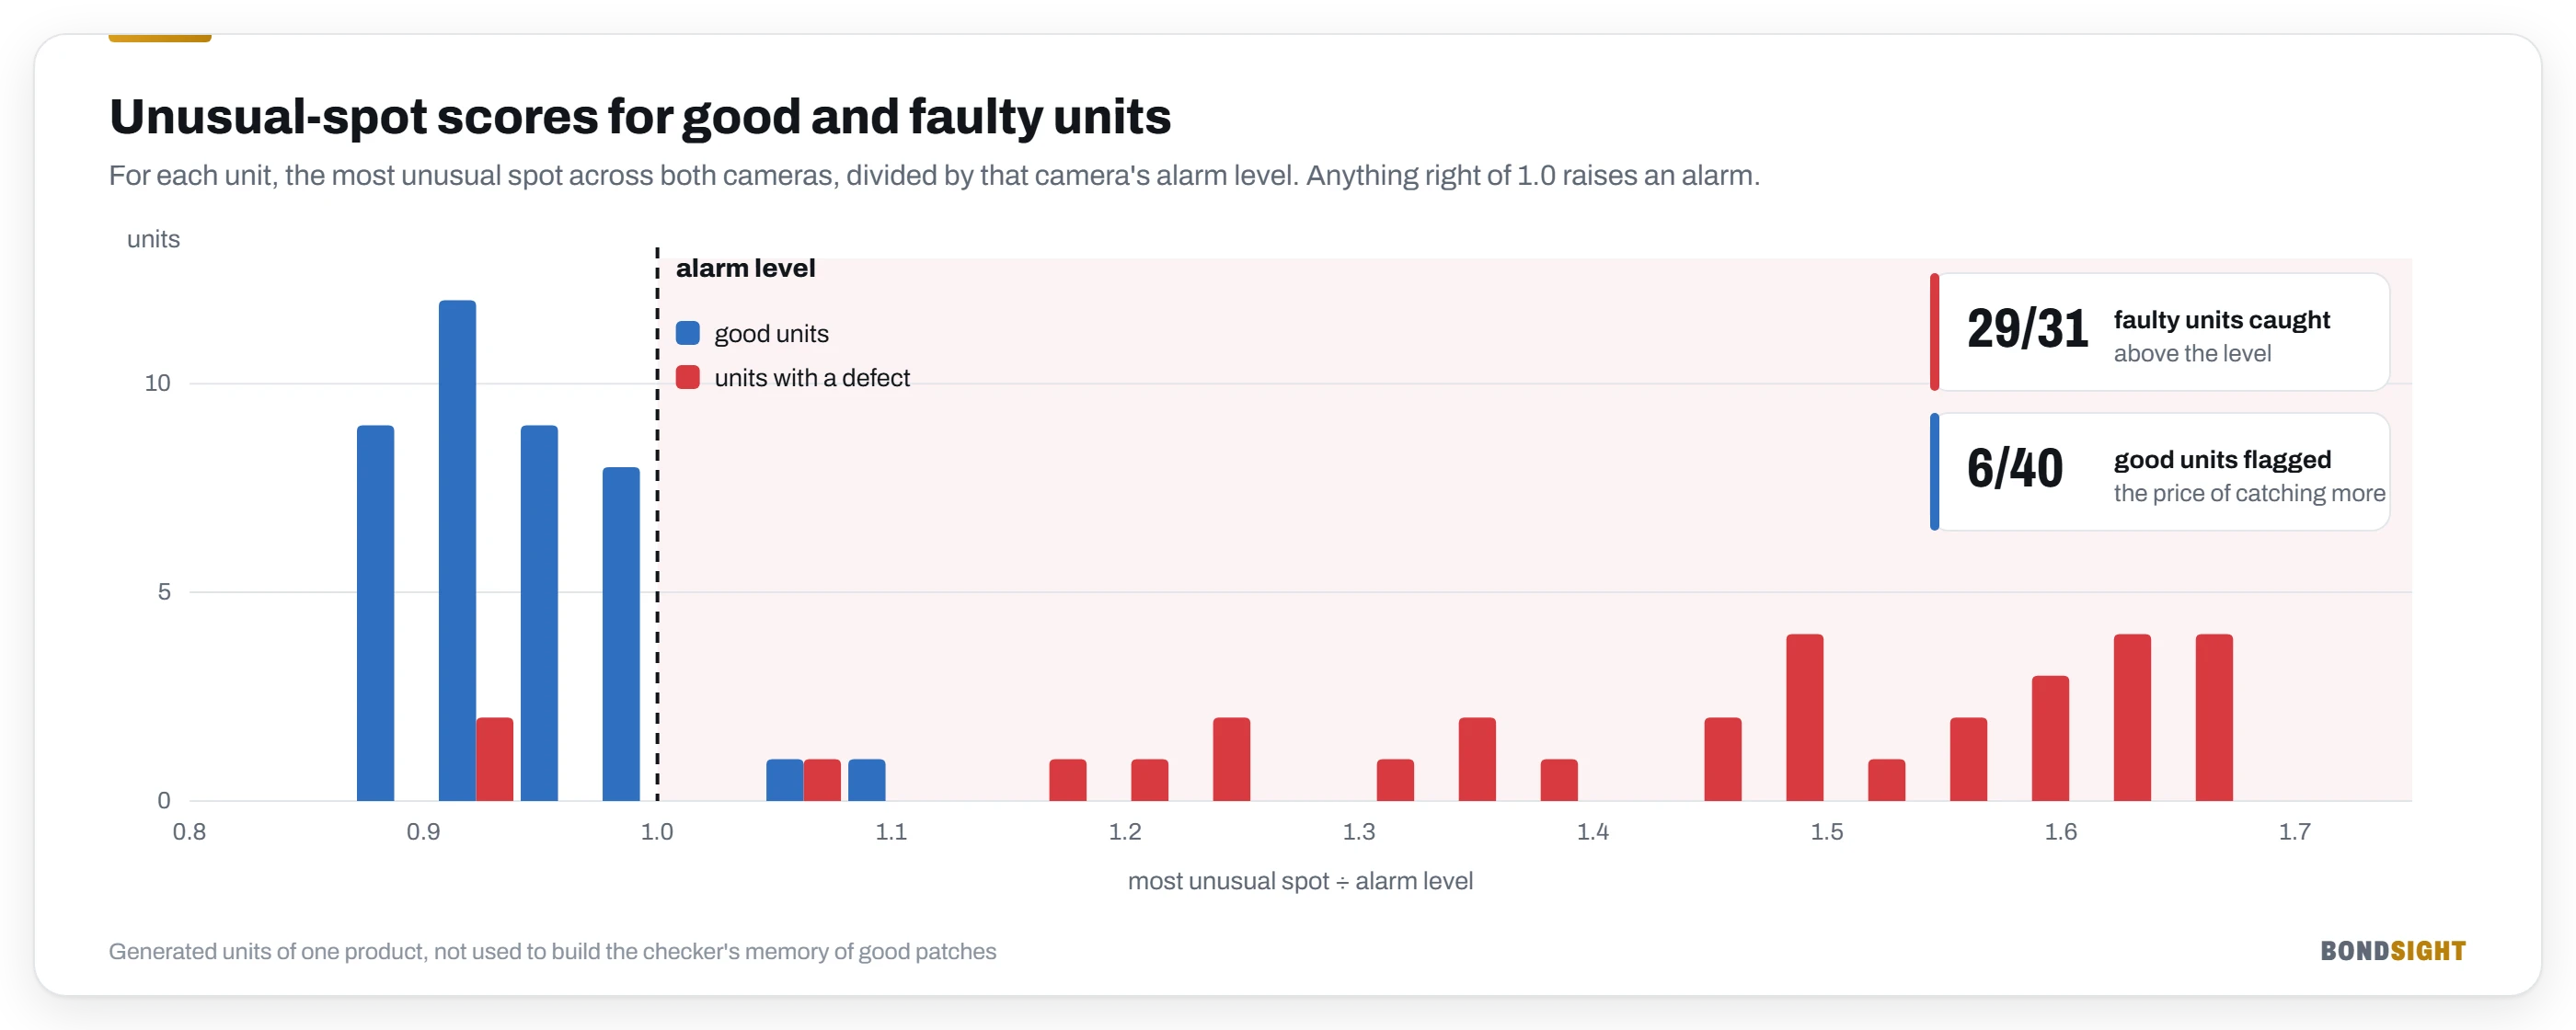 Unusual-spot scores for good and faulty units
For each unit, the most unusual spot across both cameras, divided by that camera's alarm level. Anything right of 1.0 raises an alarm.
units
alarm level
good units
units with a defect
29/31 faulty units caught
above the level
6/40 good units flagged
the price of catching more
10
5
0
0.8 0.9 1.0 1.1 1.2 1.3 1.4 1.5 1.6 1.7
most unusual spot ÷ alarm level
Generated units of one product, not used to build the checker's memory of good patches
BONDSIGHT